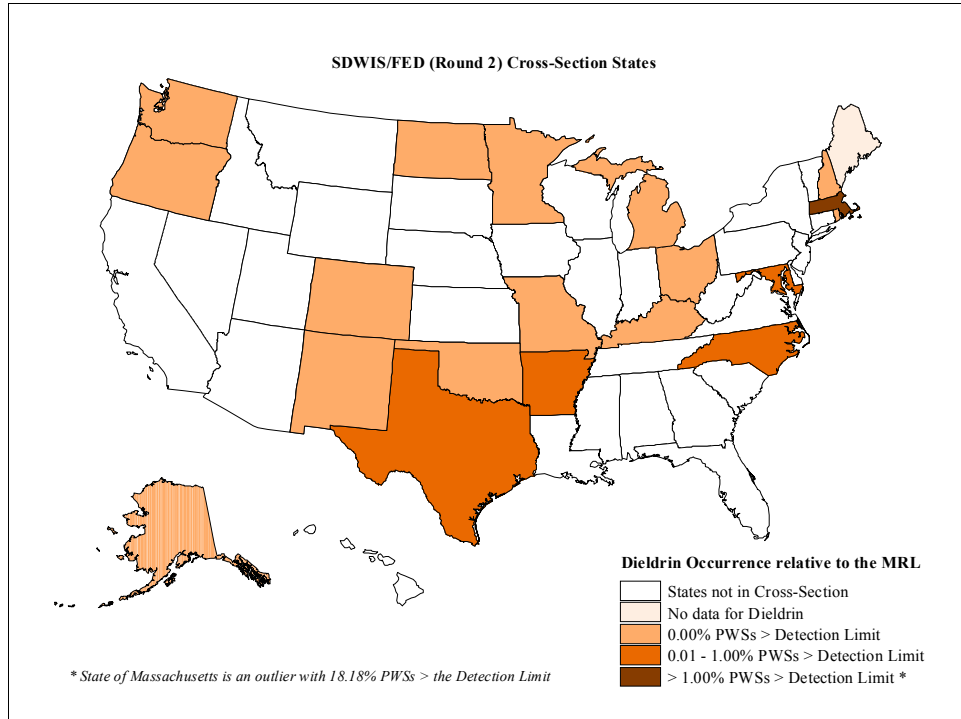 SDWIS/FED (Round 2) Cross-Section States
Dieldrin Occurrence relative to the MRL
States not in Cross-Section
No data for Dieldrin
0.00% PWSs > Detection Limit
0.01 - 1.00% PWSs > Detection Limit
> 1.00% PWSs > Detection Limit *
* State of Massachusetts is an outlier with 18.18% PWSs > the Detection Limit